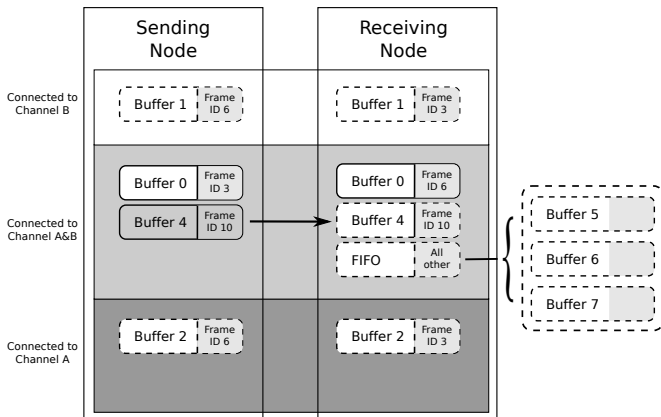 Sending
Node
Receiving
Node
Connected to
Channel B
Buffer 1
Frame
ID 6
Buffer 1
Frame
ID 3
Connected to
Channel A&B
Buffer 0
Frame
ID 3
Buffer 4
Frame
ID 10
Buffer 0
Frame
ID 6
Buffer 4
Frame
ID 10
FIFO
All
other
Buffer 5
Buffer 6
Buffer 7
Connected to
Channel A
Buffer 2
Frame
ID 6
Buffer 2
Frame
ID 3